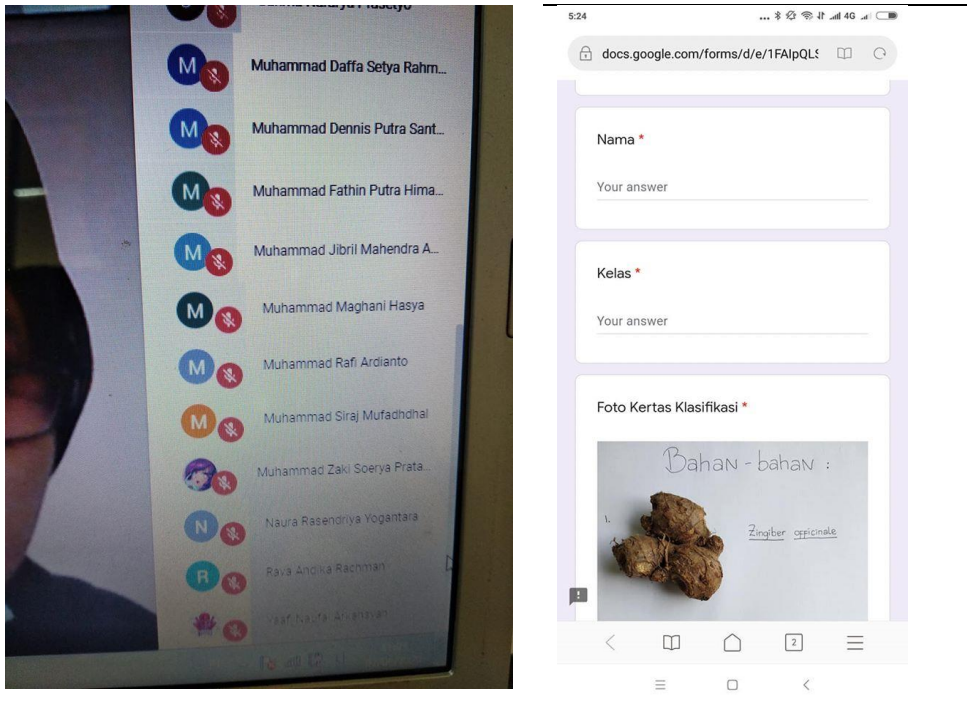 Muhammad Daffa Setya Rahm...
Muhammad Dennis Putra Sant...
Muhammad Fathin Putra Hima...
Muhammad Jibril Mahendra A...
Muhammad Maghani Hasya
Muhammad Rafi Ardianto
Muhammad Siraj Mufadhdhal
Muhammad Zaki Soerya Prata...
Naura Rasendriya Yogantara
Andika Rachman
M
M
M
M
M
M
M
N
R
5:24
4G
docs.google.com/forms/d/e/1FAIpQLS
Nama *
Your answer
Kelas *
Your answer
Foto Kertas Klasifikasi *
Bahan - bahan :
1.
Zingiber officinale
2